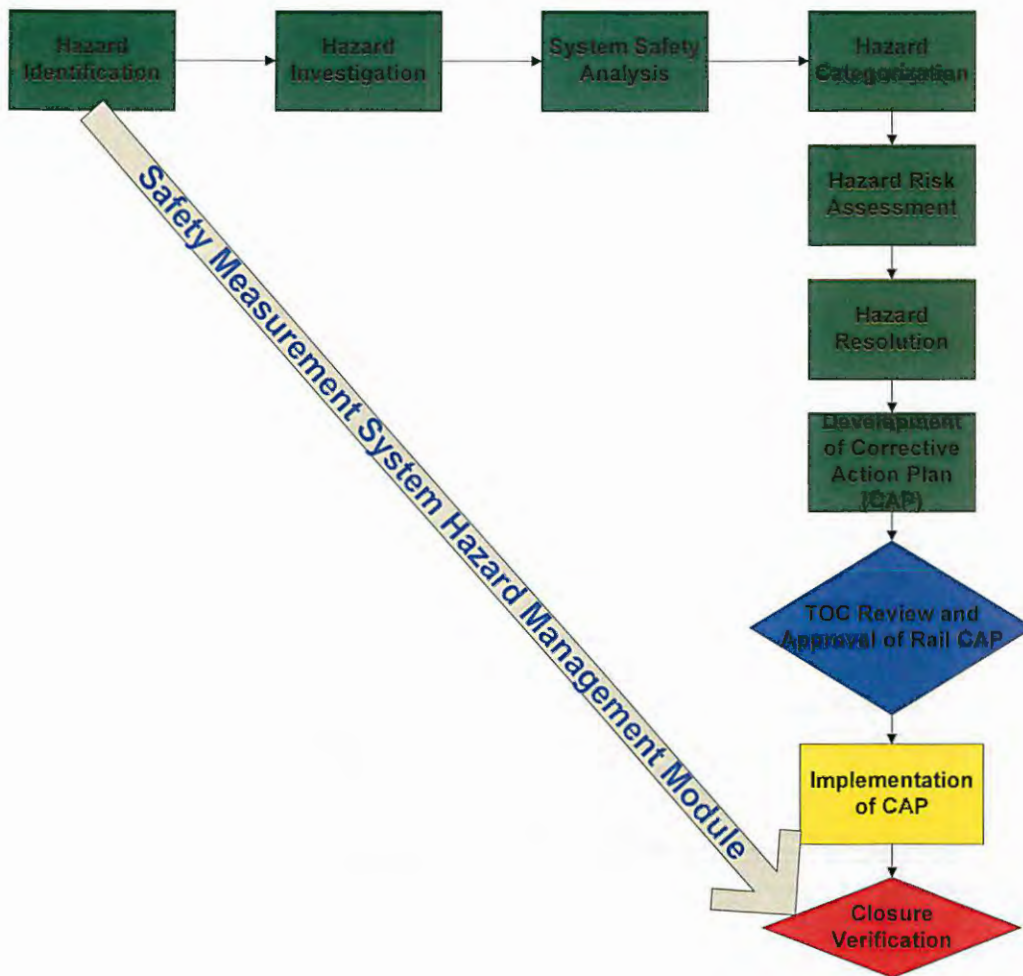 Hazard
Identification
Hazard
Investigation
System Safety
Analysis
Hazard
Categorization
Hazard Risk
Assessment
Hazard
Resolution
Development
of Corrective
Action Plan
(CAP)
TOC Review and
Approval of Rail CAP
Implementation
of CAP
Closure
Verification
Safety Measurement System Hazard Management Module